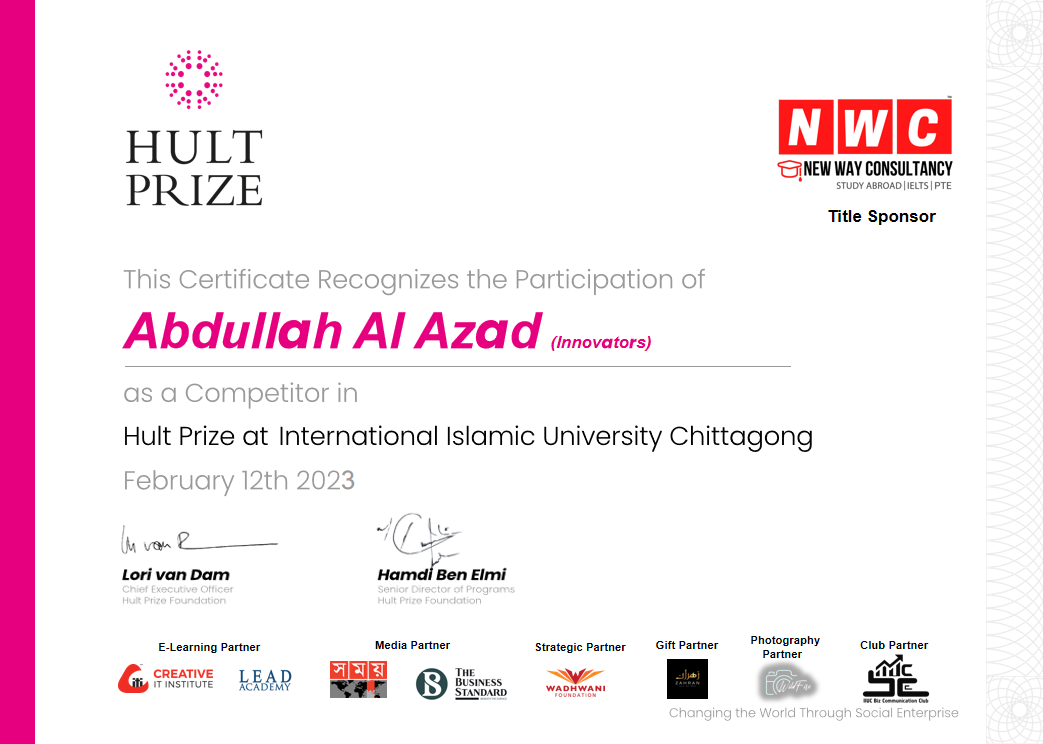 HULT
PRIZE
NWC
NEW WAY CONSULTANCY
STUDY ABROAD | IELTS | PTE
Title Sponsor
This Certificate Recognizes the Participation of
Abdullah Al Azad (Innovators)
as a Competitor in
Hult Prize at International Islamic University Chittagong
February 12th 2023
Lori van Dam
Chief Executive Officer
Hult Prize Foundation
Hamdi Ben Elmi
Senior Director of Programs
Hult Prize Foundation
E-Learning Partner
CREATIVE
IT INSTITUTE
LEAD
ACADEMY
Media Partner
সময়
THE
BUSINESS
STANDARD
Strategic Partner
WADHWANI
FOUNDATION
Gift Partner
زهران
ZAHRAN
Photography
Partner
Club Partner
IIUC Biz Communication Club
Changing the World Through Social Enterprise